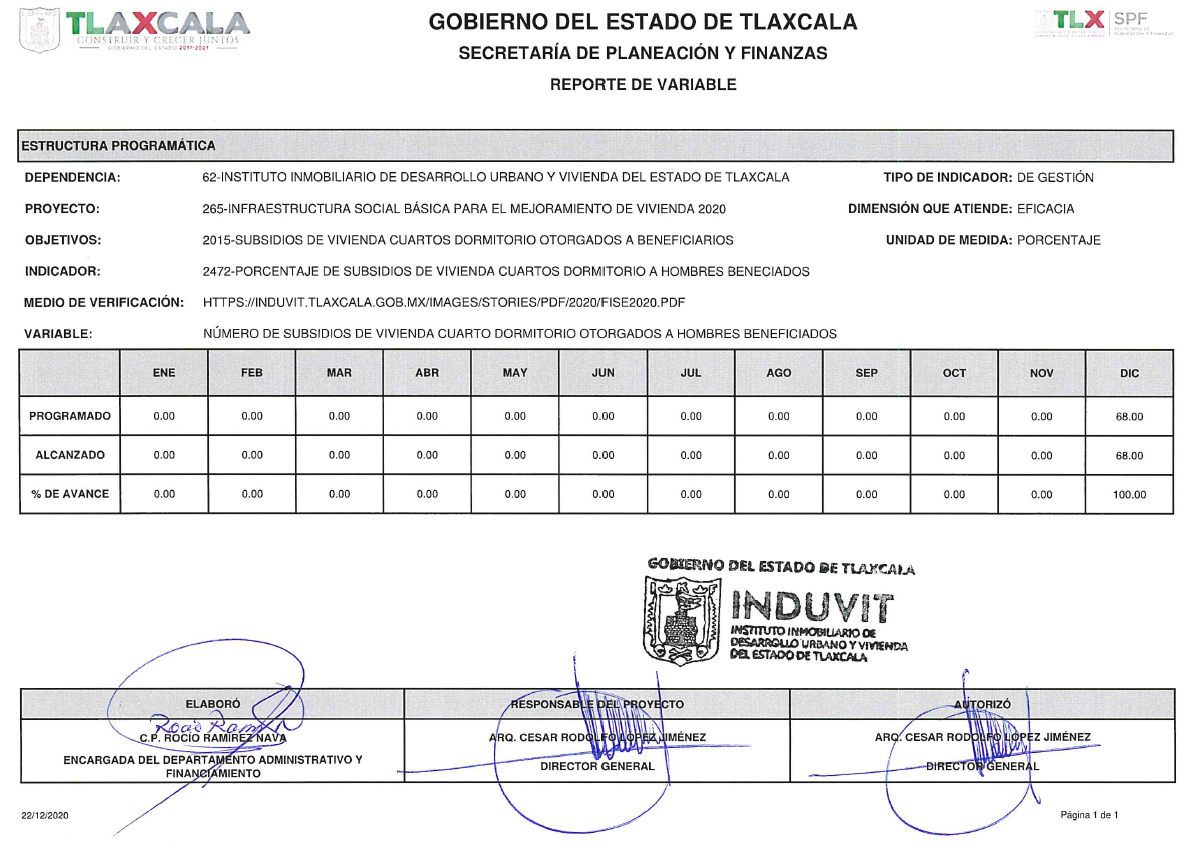 TLAXCALA
CONSTRUIR Y CRECER JUNTOS
GOBIERNO DEL ESTADO 2017-2021
GOBIERNO DEL ESTADO DE TLAXCALA
SECRETARÍA DE PLANEACIÓN Y FINANZAS
REPORTE DE VARIABLE
TLX SPF
ESTRUCTURA PROGRAMÁTICA
DEPENDENCIA: 62-INSTITUTO INMOBILIARIO DE DESARROLLO URBANO Y VIVIENDA DEL ESTADO DE TLAXCALA TIPO DE INDICADOR: DE GESTIÓN
PROYECTO: 265-INFRAESTRUCTURA SOCIAL BÁSICA PARA EL MEJORAMIENTO DE VIVIENDA 2020 DIMENSIÓN QUE ATIENDE: EFICACIA
OBJETIVOS: 2015-SUBSIDIOS DE VIVIENDA CUARTOS DORMITORIO OTORGADOS A BENEFICIARIOS UNIDAD DE MEDIDA: PORCENTAJE
INDICADOR: 2472-PORCENTAJE DE SUBSIDIOS DE VIVIENDA CUARTOS DORMITORIO A HOMBRES BENECIADOS
MEDIO DE VERIFICACIÓN: HTTPS://INDUVIT.TLAXCALA.GOB.MX/IMAGES/STORIES/PDF/2020/FISE2020.PDF
VARIABLE: NÚMERO DE SUBSIDIOS DE VIVIENDA CUARTO DORMITORIO OTORGADOS A HOMBRES BENEFICIADOS
ENE FEB MAR ABR MAY JUN JUL AGO SEP OCT NOV DIC
PROGRAMADO 0.00 0.00 0.00 0.00 0.00 0.00 0.00 0.00 0.00 0.00 0.00 68.00
ALCANZADO 0.00 0.00 0.00 0.00 0.00 0.00 0.00 0.00 0.00 0.00 0.00 68.00
% DE AVANCE 0.00 0.00 0.00 0.00 0.00 0.00 0.00 0.00 0.00 0.00 0.00 100.00
GOBIERNO DEL ESTADO DE TLAXCALA
INDUVIT
INSTITUTO INMOBILIARIO DE
DESARROLLO URBANO Y VIVIENDA
DEL ESTADO DE TLAXCALA
ELABORÓ RESPONSABLE DEL PROYECTO AUTORIZÓ
C.P. ROCIO RAMIREZ NAVA ARQ. CESAR RODOLFO LÓPEZ JIMÉNEZ ARQ. CESAR RODOLFO LÓPEZ JIMÉNEZ
ENCARGADA DEL DEPARTAMENTO ADMINISTRATIVO Y
FINANCIAMIENTO
DIRECTOR GENERAL DIRECTOR GENERAL
22/12/2020 Página 1 de 1